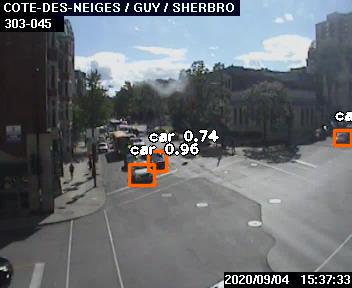 COTE-DES-NEIGES / GUY / SHERBRO
303-045
ca
car 0.74
car 0.96
2020/09/04 15:37:33